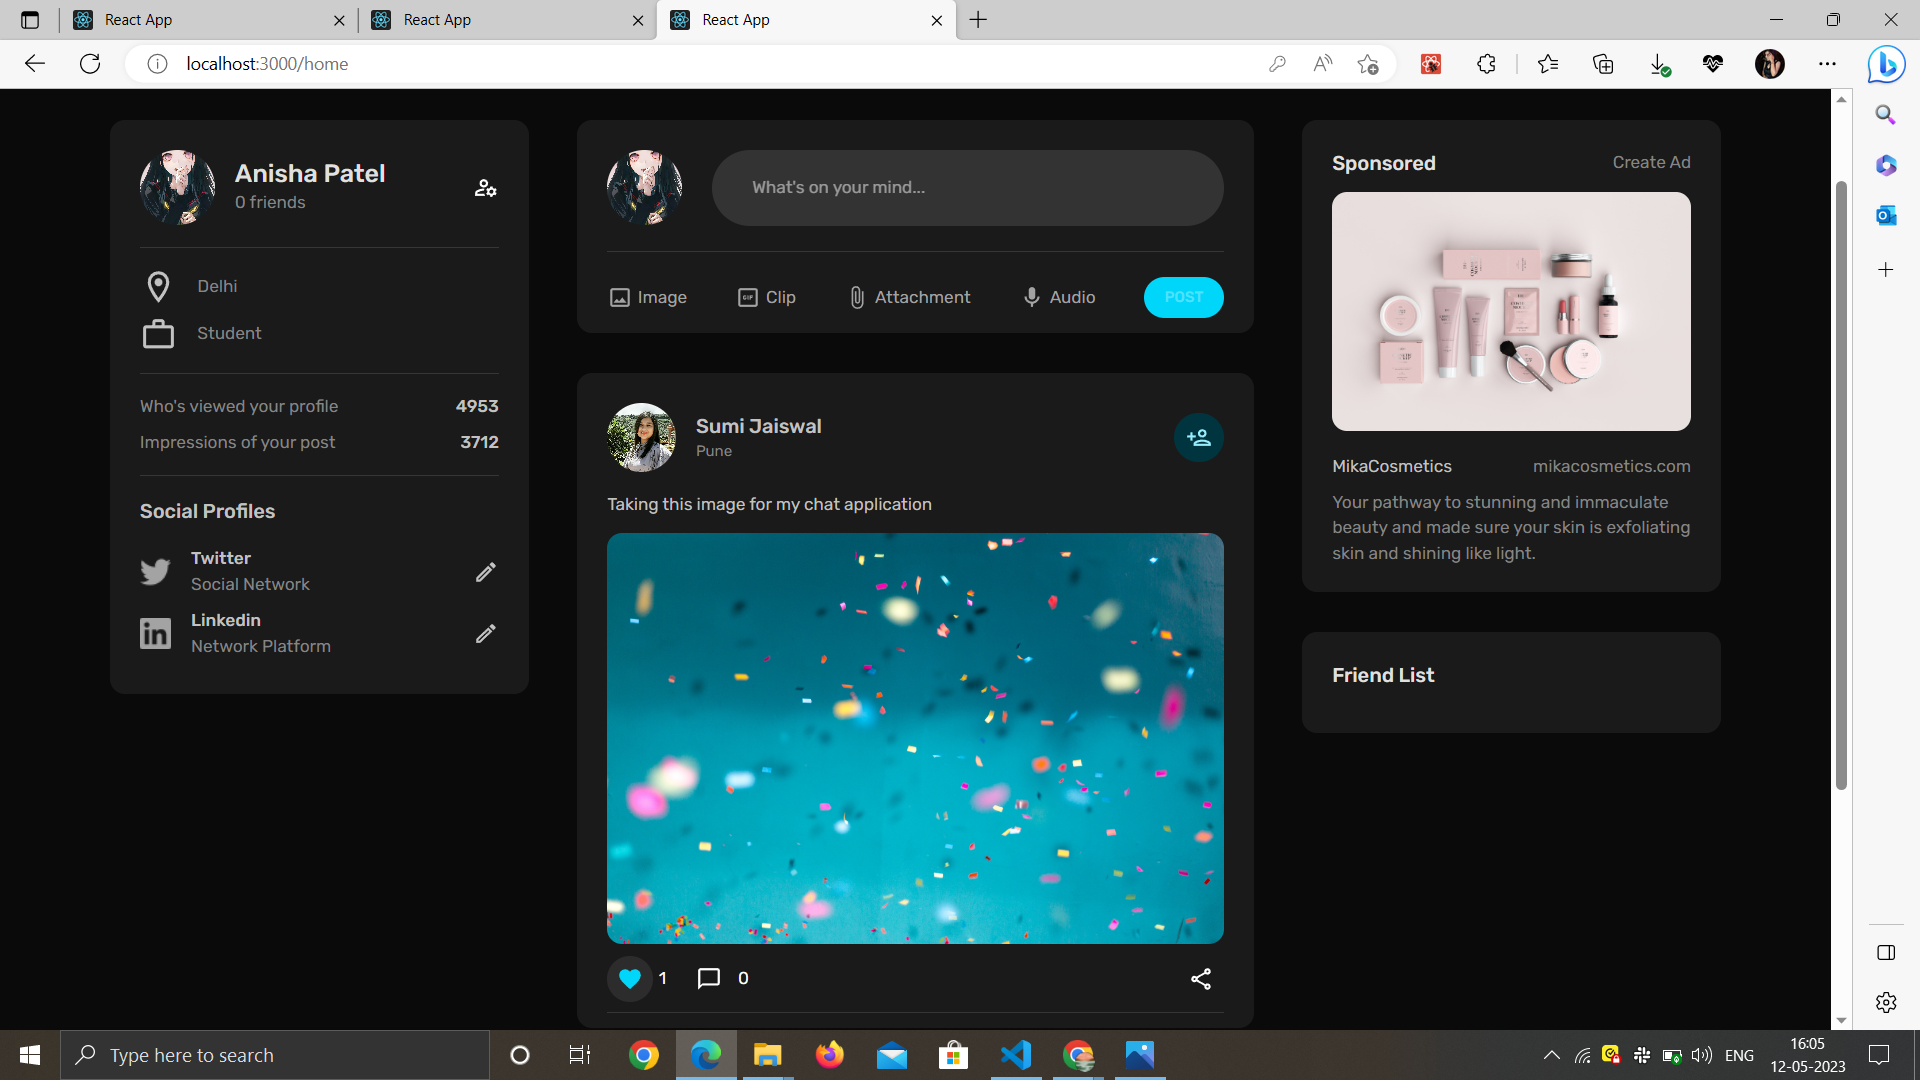 React App
React App
React App
localhost:3000/home
Anisha Patel
0 friends
Delhi
Student
Who's viewed your profile 4953
Impressions of your post 3712
Social Profiles
Twitter
Social Network
Linkedin
Network Platform
What's on your mind...
Image
GIF Clip
Attachment
Audio
POST
Sumi Jaiswal
Pune
Taking this image for my chat application
1
0
Sponsored Create Ad
MikaCosmetics mikacosmetics.com
Your pathway to stunning and immaculate
beauty and made sure your skin is exfoliating
skin and shining like light.
Friend List
Type here to search
ENG
16:05
12-05-2023